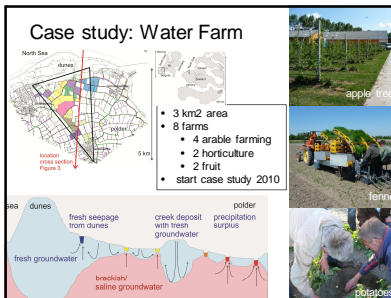 Case study: Water Farm
North Sea
dunes
polder
5 km
location
cross section
Figure 3
• 3 km2 area
• 8 farms
• 4 arable farming
• 2 horticulture
• 2 fruit
• start case study 2010
apple tree
fenne
potatoes
sea
dunes
polder
fresh seepage
from dunes
creek deposit
with fresh
groundwater
precipitation
surplus
fresh groundwater
brackish/
saline groundwater